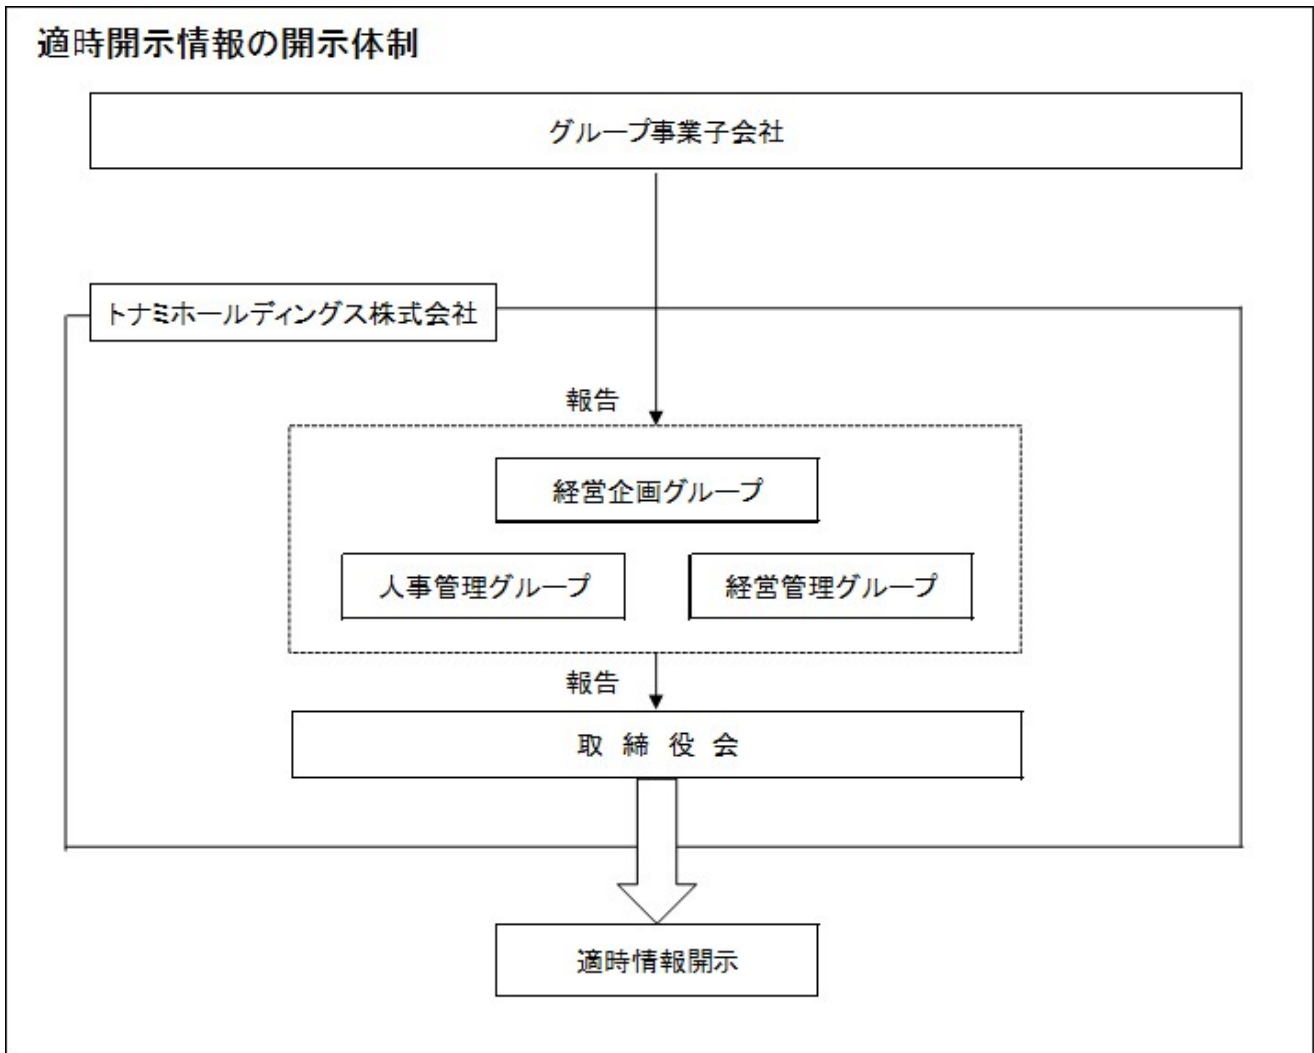 適時開示情報の開示体制
グループ事業子会社
トナミホールディングス株式会社
報告
経営企画グループ
人事管理グループ
経営管理グループ
報告
取 締 役 会
適時情報開示